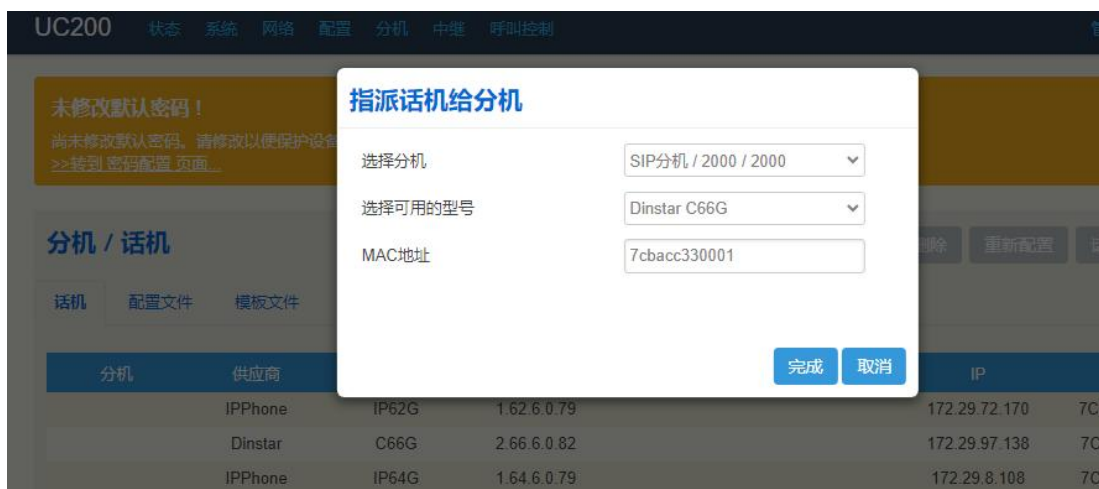 UC200 状态 系统 网络 配置 分机 中继 呼叫控制
未修改默认密码！
尚未修改默认密码。请修改以便保护设备
>>转到 密码配置 页面...
指派话机给分机
选择分机 SIP分机 / 2000 / 2000
选择可用的型号 Dinstar C66G
MAC地址 7cbacc330001
完成 取消
分机 / 话机
删除 重新配置
话机 配置文件 模板文件
分机 供应商 IP
IPPhone IP62G 1.62.6.0.79 172.29.72.170 7C
Dinstar C66G 2.66.6.0.82 172.29.97.138 7C
IPPhone IP64G 1.64.6.0.79 172.29.8.108 7C